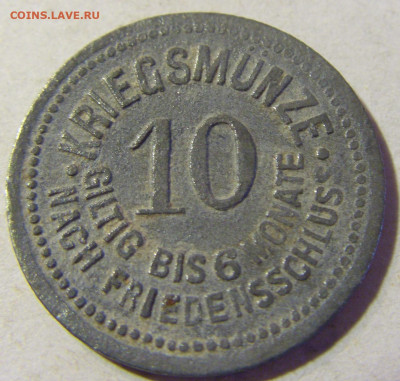 COINS.LAVE.RU
·KRIEGSMÜNZE·
10
GILTIG BIS 6 MONATE
NACH FRIEDENSSCHLUSS